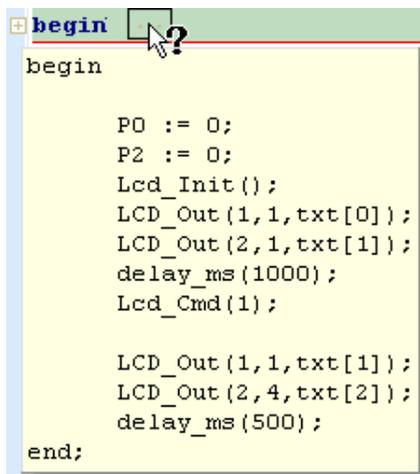 begin ...
?
begin
P0 := 0;
P2 := 0;
Lcd_Init();
LCD_Out(1,1,txt[0]);
LCD_Out(2,1,txt[1]);
delay_ms(1000);
Lcd_Cmd(1);
LCD_Out(1,1,txt[1]);
LCD_Out(2,4,txt[2]);
delay_ms(500);
end;